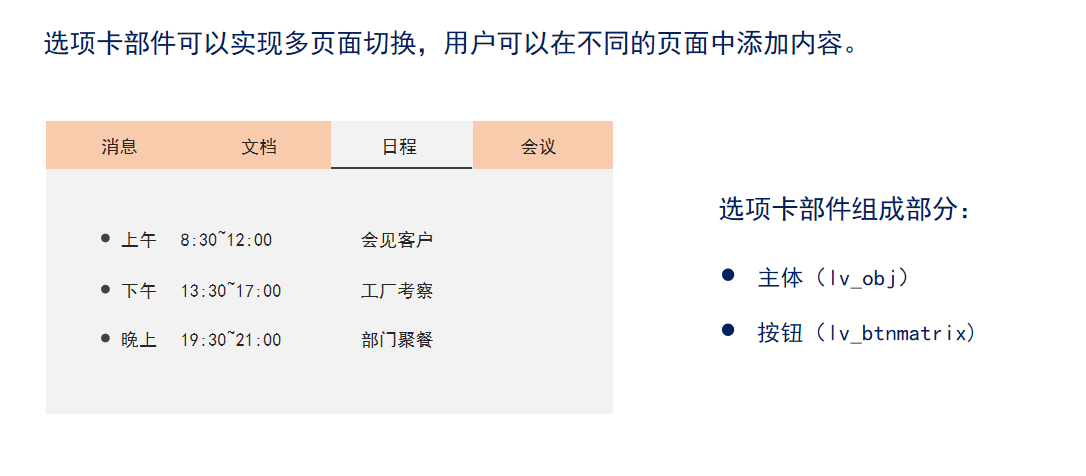 选项卡部件可以实现多页面切换，用户可以在不同的页面中添加内容。
消息 文档 日程 会议
● 上午 8:30~12:00 会见客户
● 下午 13:30~17:00 工厂考察
● 晚上 19:30~21:00 部门聚餐
选项卡部件组成部分：
● 主体（lv_obj）
● 按钮（lv_btnmatrix）